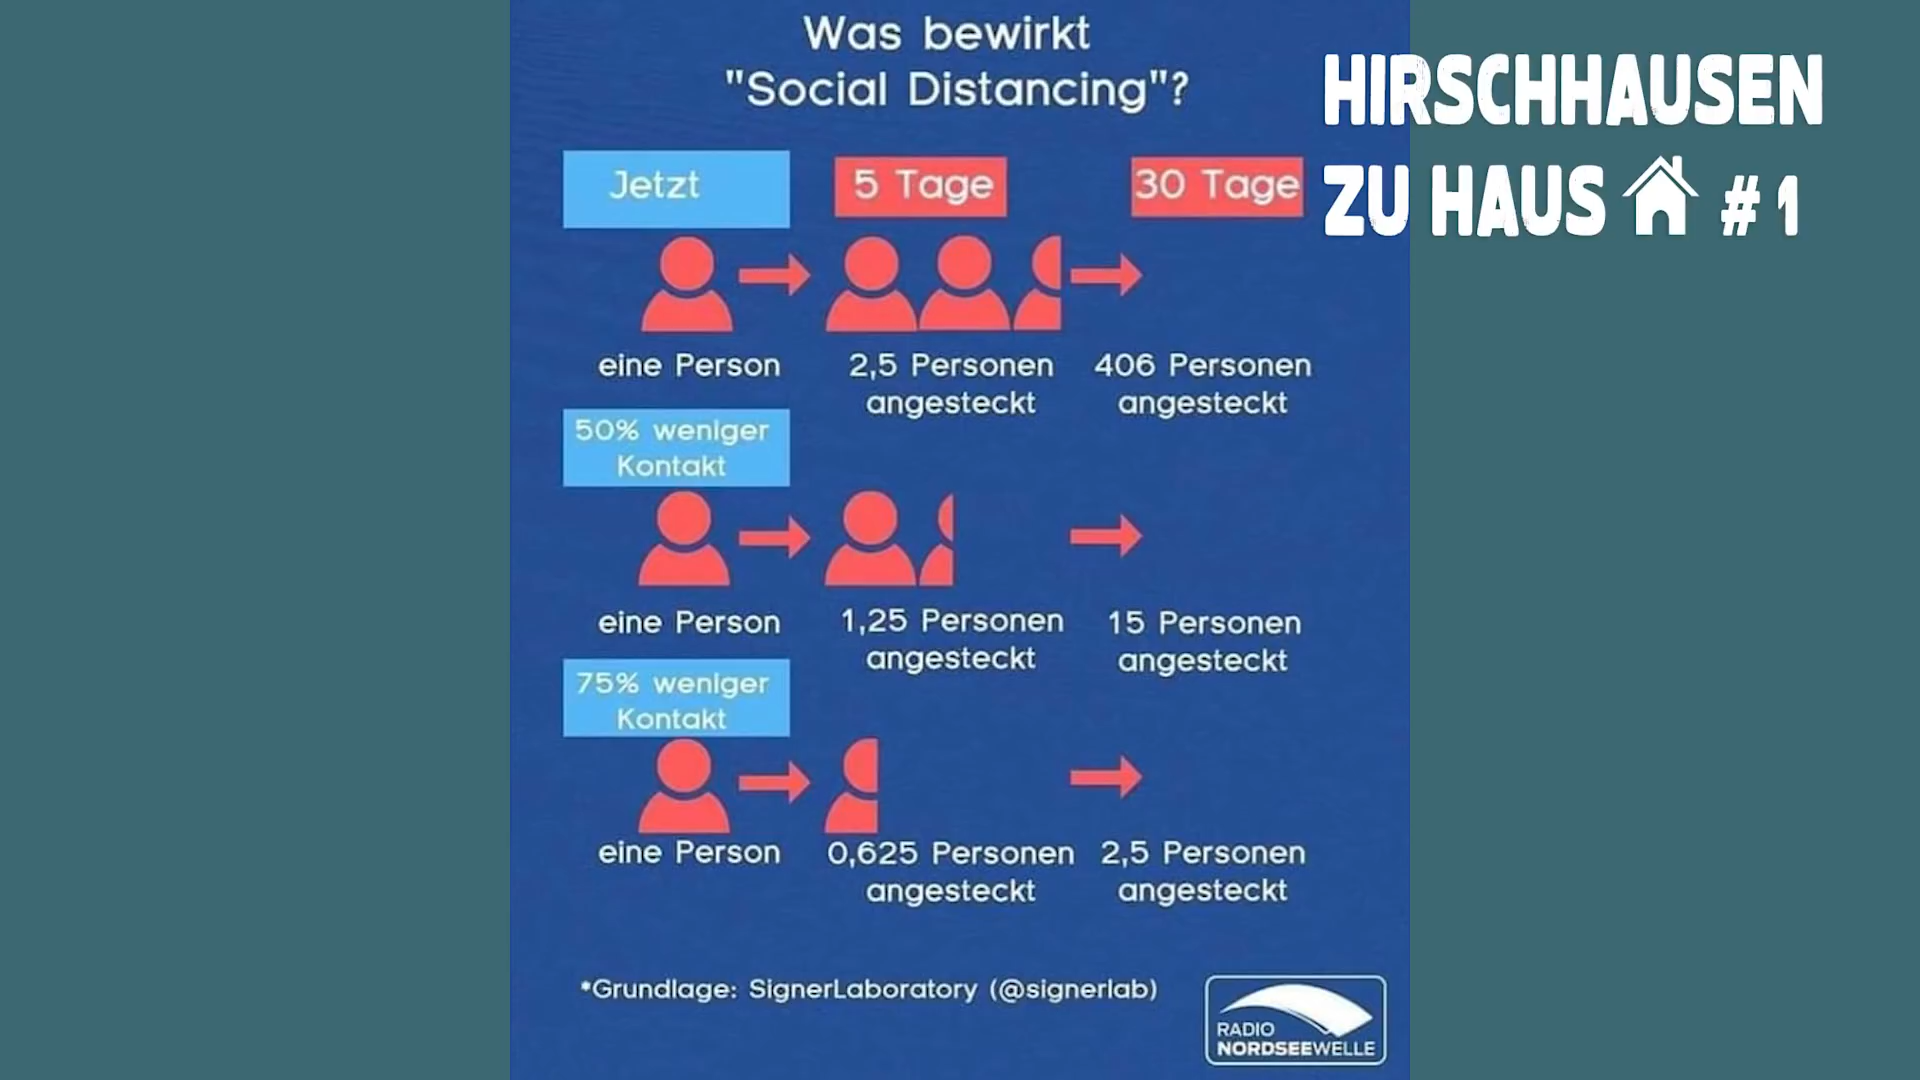 Was bewirkt
"Social Distancing"?
HIRSCHHAUSEN
ZU HAUS # 1
Jetzt
5 Tage
30 Tage
eine Person
2,5 Personen
angesteckt
406 Personen
angesteckt
50% weniger
Kontakt
eine Person
1,25 Personen
angesteckt
15 Personen
angesteckt
75% weniger
Kontakt
eine Person
0,625 Personen
angesteckt
2,5 Personen
angesteckt
*Grundlage: SignerLaboratory (@signerlab)
RADIO
NORDSEEWELLE